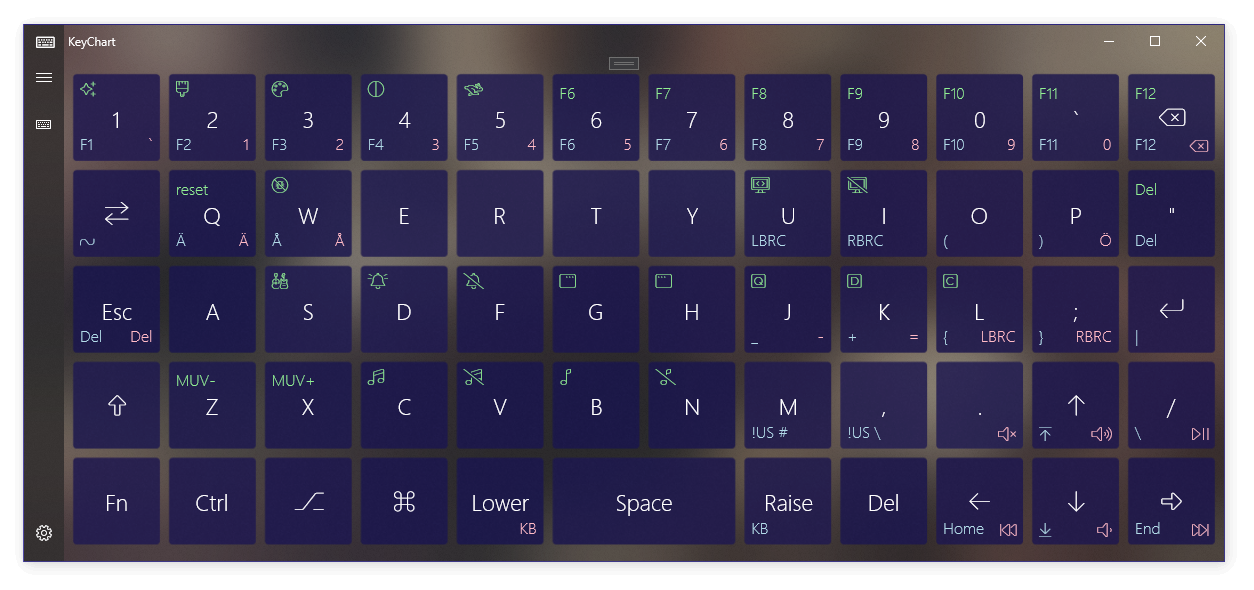 KeyChart
F6 F7 F8 F9 F10 F11 F12
1 2 3 4 5 6 7 8 9 0 `
F1 ` F2 1 F3 2 F4 3 F5 4 F6 5 F7 6 F8 7 F9 8 F10 9 F11 0 F12
reset Del
Q W E R T Y U I O P "
~ Ä Ä Å Å LBRC RBRC ( ) Ö Del
Q D C
Esc A S D F G H J K L ;
Del Del _ - + = { LBRC } RBRC |
MUV- MUV+
Z X C V B N M , . /
!US # !US \ \
Fn Ctrl Lower Space Raise Del
KB KB Home End